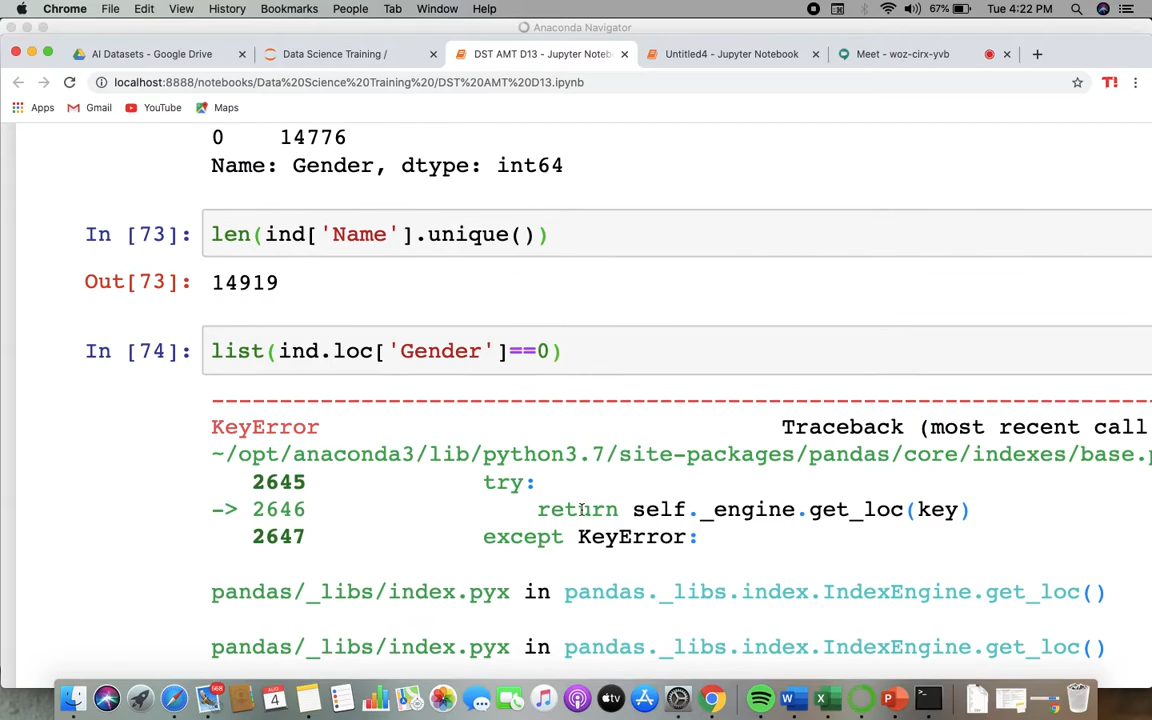 Chrome File Edit View History Bookmarks People Tab Window Help 67% Tue 4:22 PM
Anaconda Navigator
AI Datasets - Google Drive × Data Science Training / × DST AMT D13 - Jupyter Noteb × Untitled4 - Jupyter Notebook × Meet - woz-cirx-yvb × +
localhost:8888/notebooks/Data%20Science%20Training%20/DST%20AMT%20D13.ipynb T!
Apps Gmail YouTube Maps
0 14776
Name: Gender, dtype: int64
In [73]: len(ind['Name'].unique())
Out[73]: 14919
In [74]: list(ind.loc['Gender']==0)
---------------------------------------------------------------------
KeyError Traceback (most recent call
~/opt/anaconda3/lib/python3.7/site-packages/pandas/core/indexes/base.p
2645 try:
-> 2646 return self._engine.get_loc(key)
2647 except KeyError:
pandas/_libs/index.pyx in pandas._libs.index.IndexEngine.get_loc()
pandas/_libs/index.pyx in pandas._libs.index.IndexEngine.get_loc()